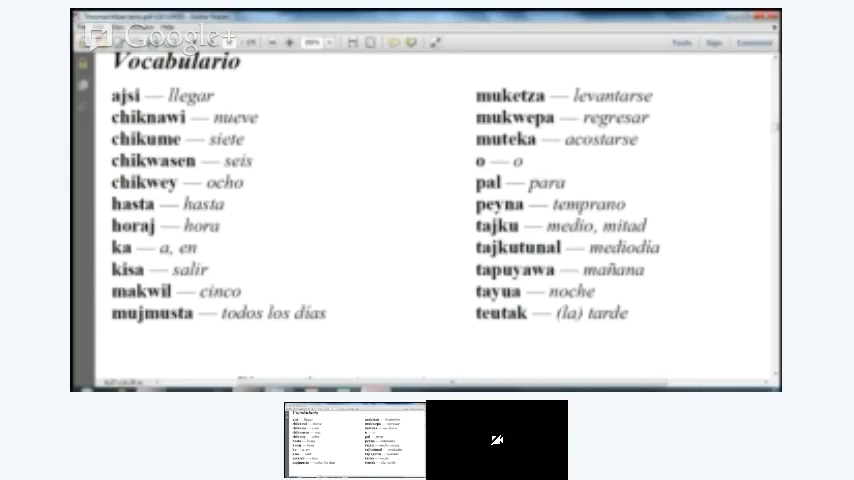 Google+
Vocabulario
ajsi — llegar
chiknawi — nueve
chikume — siete
chikwasen — seis
chikwey — ocho
hasta — hasta
horaj — hora
ka — a, en
kisa — salir
makwil — cinco
mujmusta — todos los días
muketza — levantarse
mukwepa — regresar
muteka — acostarse
o — o
pal — para
peyna — temprano
tajku — medio, mitad
tajkutunal — mediodía
tapuyawa — mañana
tayua — noche
teutak — (la) tarde